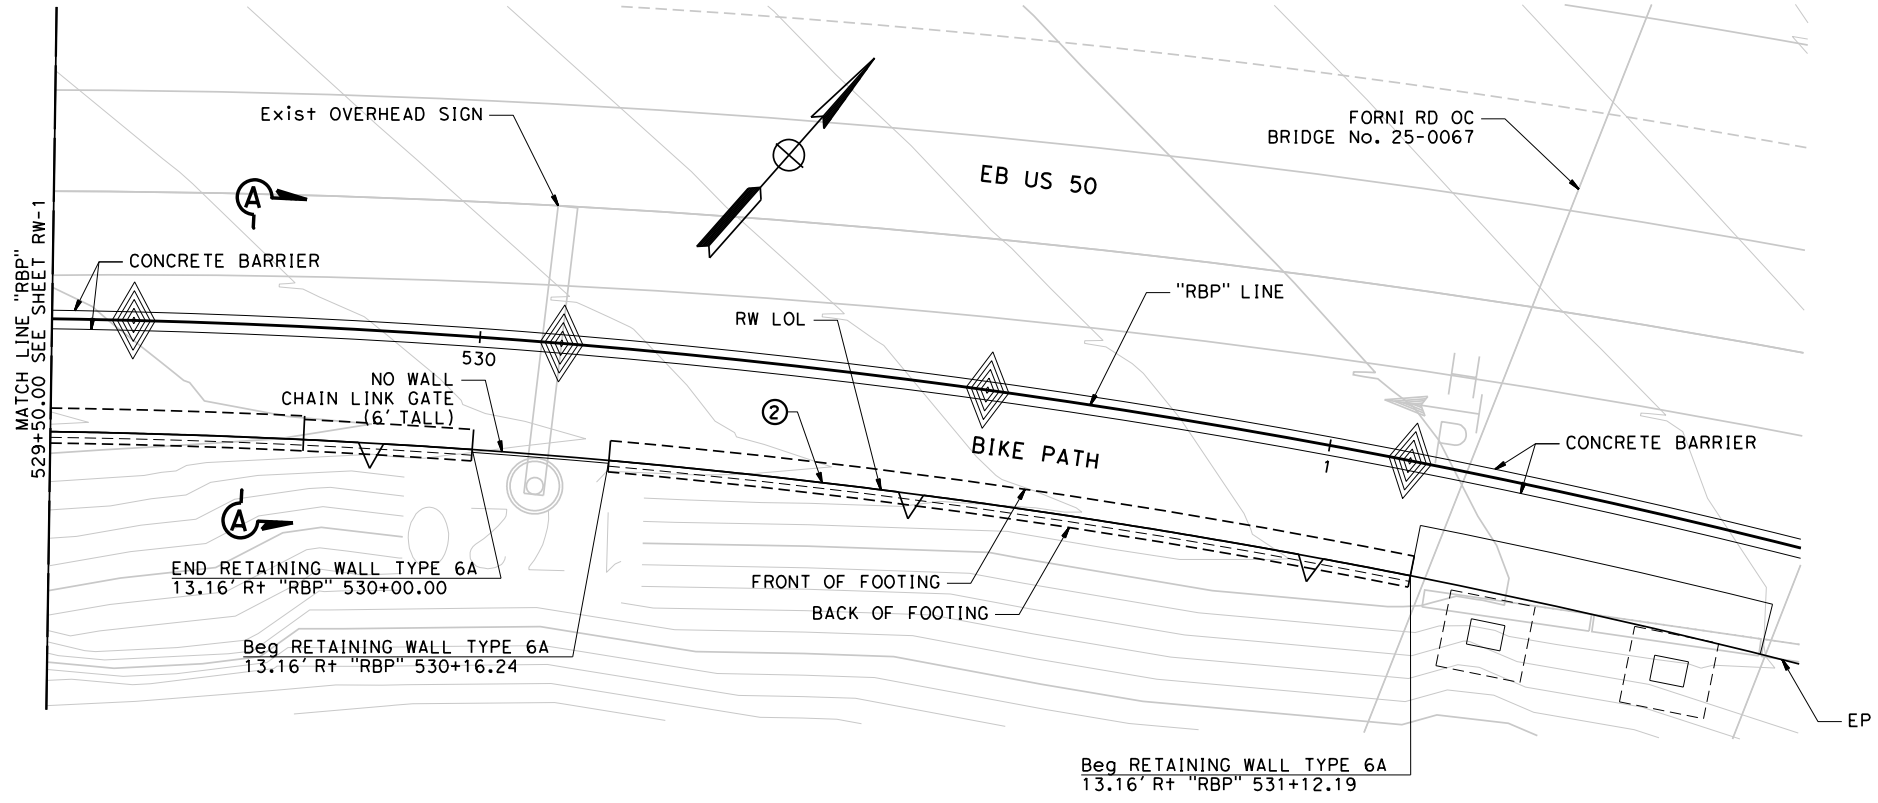 Exist OVERHEAD SIGN
FORNI RD OC
BRIDGE No. 25-0067
EB US 50
A
MATCH LINE "RBP"
529+50.00 SEE SHEET RW-1
CONCRETE BARRIER
"RBP" LINE
RW LOL
530
NO WALL
CHAIN LINK GATE
(6' TALL)
2
BIKE PATH
1
CONCRETE BARRIER
A
END RETAINING WALL TYPE 6A
13.16' Rt "RBP" 530+00.00
FRONT OF FOOTING
BACK OF FOOTING
Beg RETAINING WALL TYPE 6A
13.16' Rt "RBP" 530+16.24
EP
Beg RETAINING WALL TYPE 6A
13.16' Rt "RBP" 531+12.19